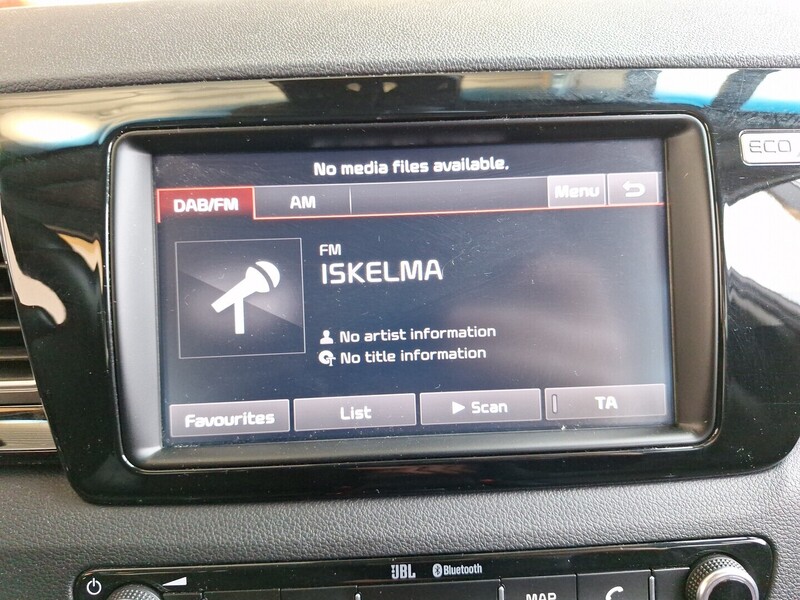 No media files available.
DAB/FM AM Menu
ECO
FM
ISKELMA
No artist information
No title information
Favourites List Scan TA
JBL Bluetooth
MAP